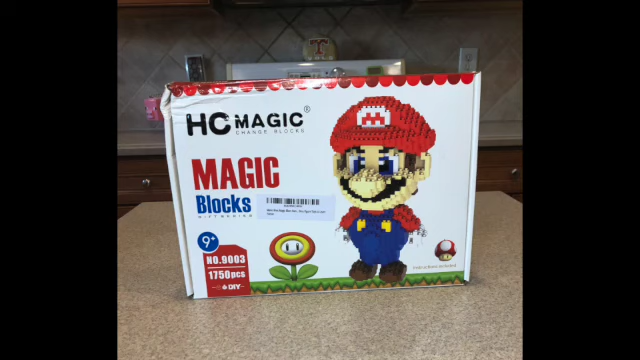 HC MAGIC®
CHANGE BLOCKS
MAGIC
Blocks
9+
NO.9003
1750pcs
DIY
M